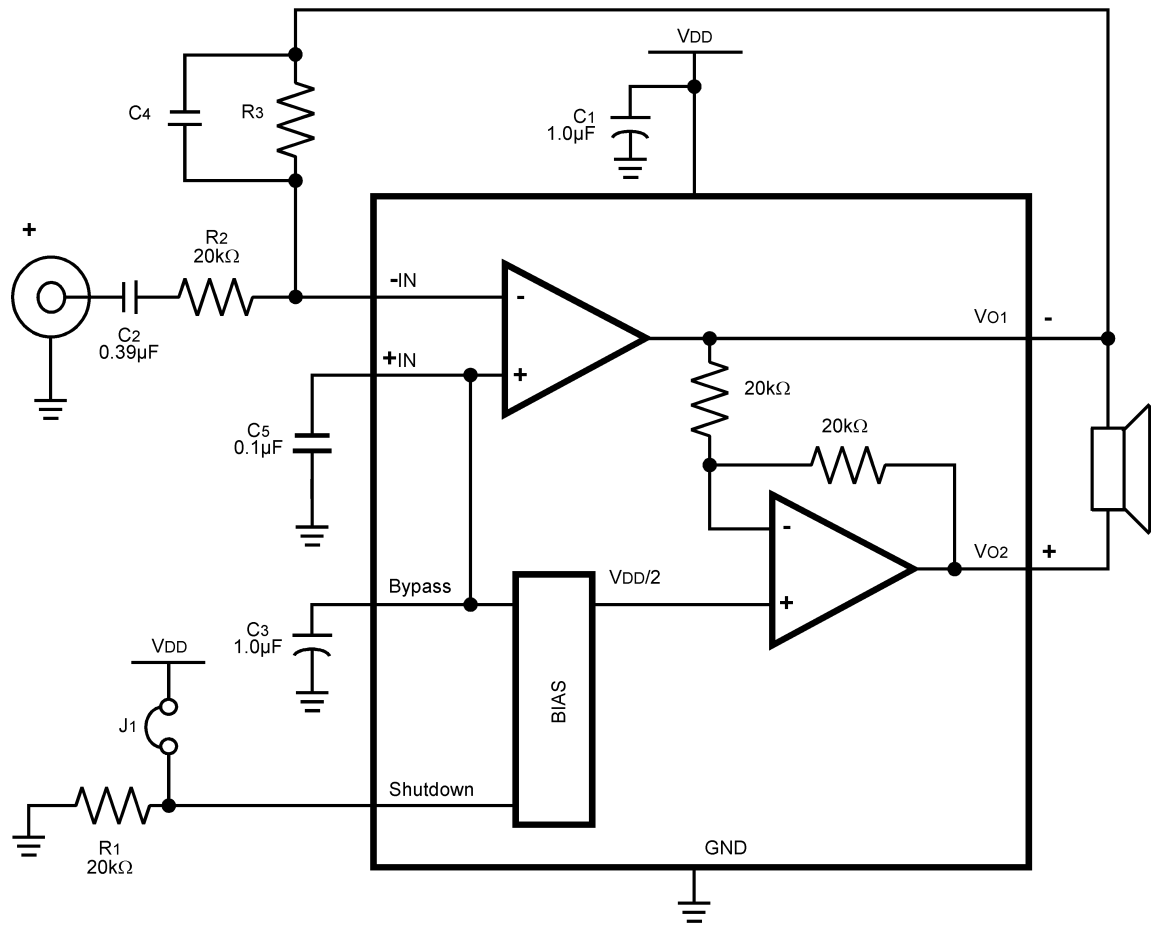 VDD
C4
R3
C1
1.0µF
+
R2
20kΩ
-IN
-
C2
0.39µF
VO1 -
+IN
+
20kΩ
20kΩ
C5
0.1µF
-
VO2 +
Bypass
VDD/2
+
C3
1.0µF
VDD
BIAS
J1
Shutdown
R1
20kΩ
GND